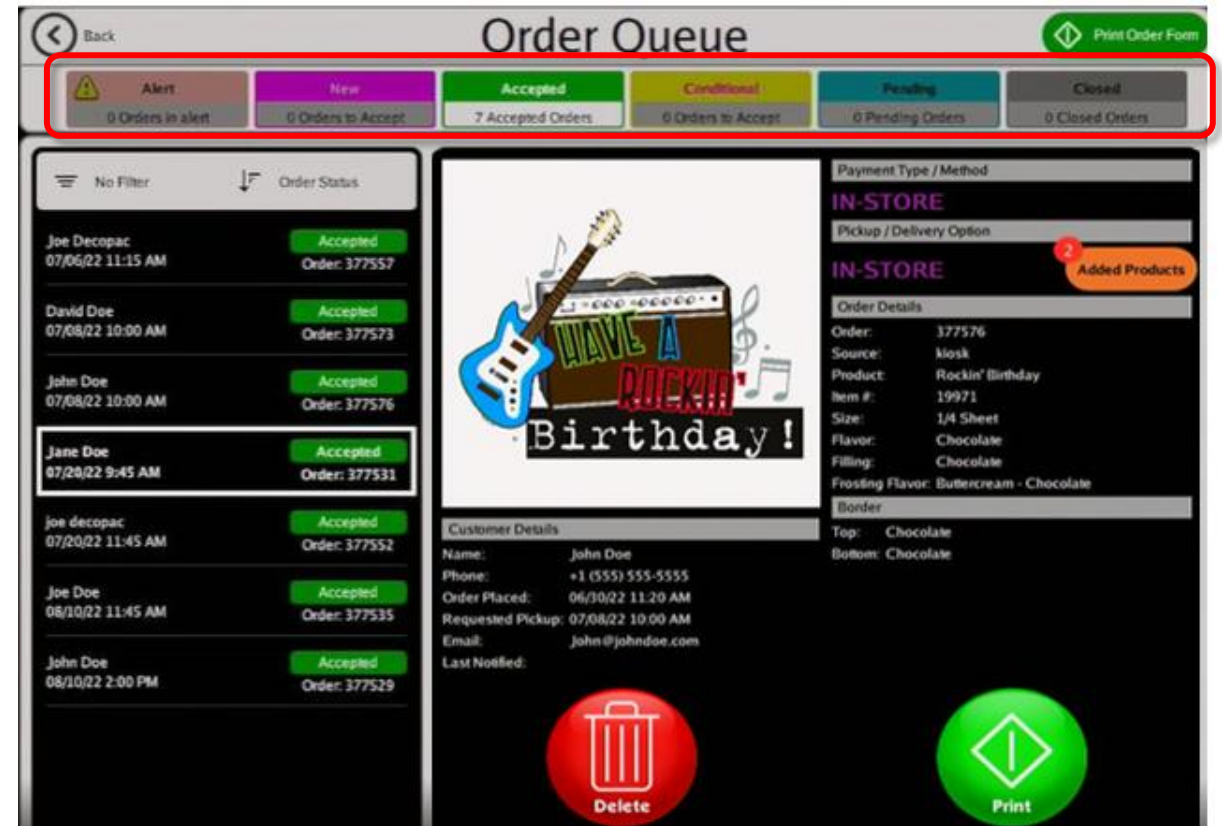 Back
Order Queue
Print Order Form
Alert
0 Orders in alert
New
0 Orders to Accept
Accepted
7 Accepted Orders
Conditional
0 Orders to Accept
Pending
0 Pending Orders
Closed
0 Closed Orders
No Filter
Order Status
Joe Decopac Accepted
07/06/22 11:15 AM Order: 377557
David Doe Accepted
07/08/22 10:00 AM Order: 377573
John Doe Accepted
07/08/22 10:00 AM Order: 377576
Jane Doe Accepted
07/20/22 9:45 AM Order: 377531
joe decopac Accepted
07/20/22 11:45 AM Order: 377552
Joe Doe Accepted
08/10/22 11:45 AM Order: 377535
John Doe Accepted
08/10/22 2:00 PM Order: 377529
HAVE A
ROCKIN'
Birthday!
Customer Details
Name: John Doe
Phone: +1 (555) 555-5555
Order Placed: 06/30/22 11:20 AM
Requested Pickup: 07/08/22 10:00 AM
Email: John@johndoe.com
Last Notified:
Delete
Payment Type / Method
IN-STORE
Pickup / Delivery Option
IN-STORE
2
Added Products
Order Details
Order: 377576
Source: kiosk
Product: Rockin' Birthday
Item #: 19971
Size: 1/4 Sheet
Flavor: Chocolate
Filling: Chocolate
Frosting Flavor: Buttercream - Chocolate
Border
Top: Chocolate
Bottom: Chocolate
Print